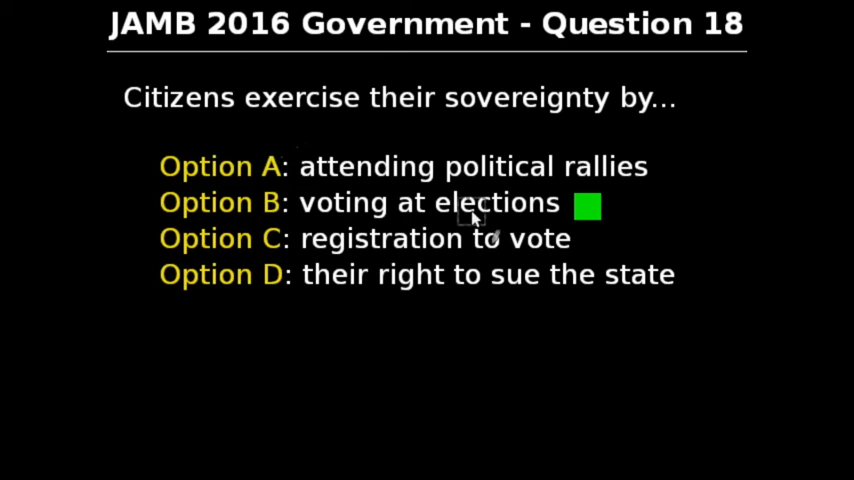 JAMB 2016 Government - Question 18
Citizens exercise their sovereignty by...
Option A: attending political rallies
Option B: voting at elections
Option C: registration to vote
Option D: their right to sue the state